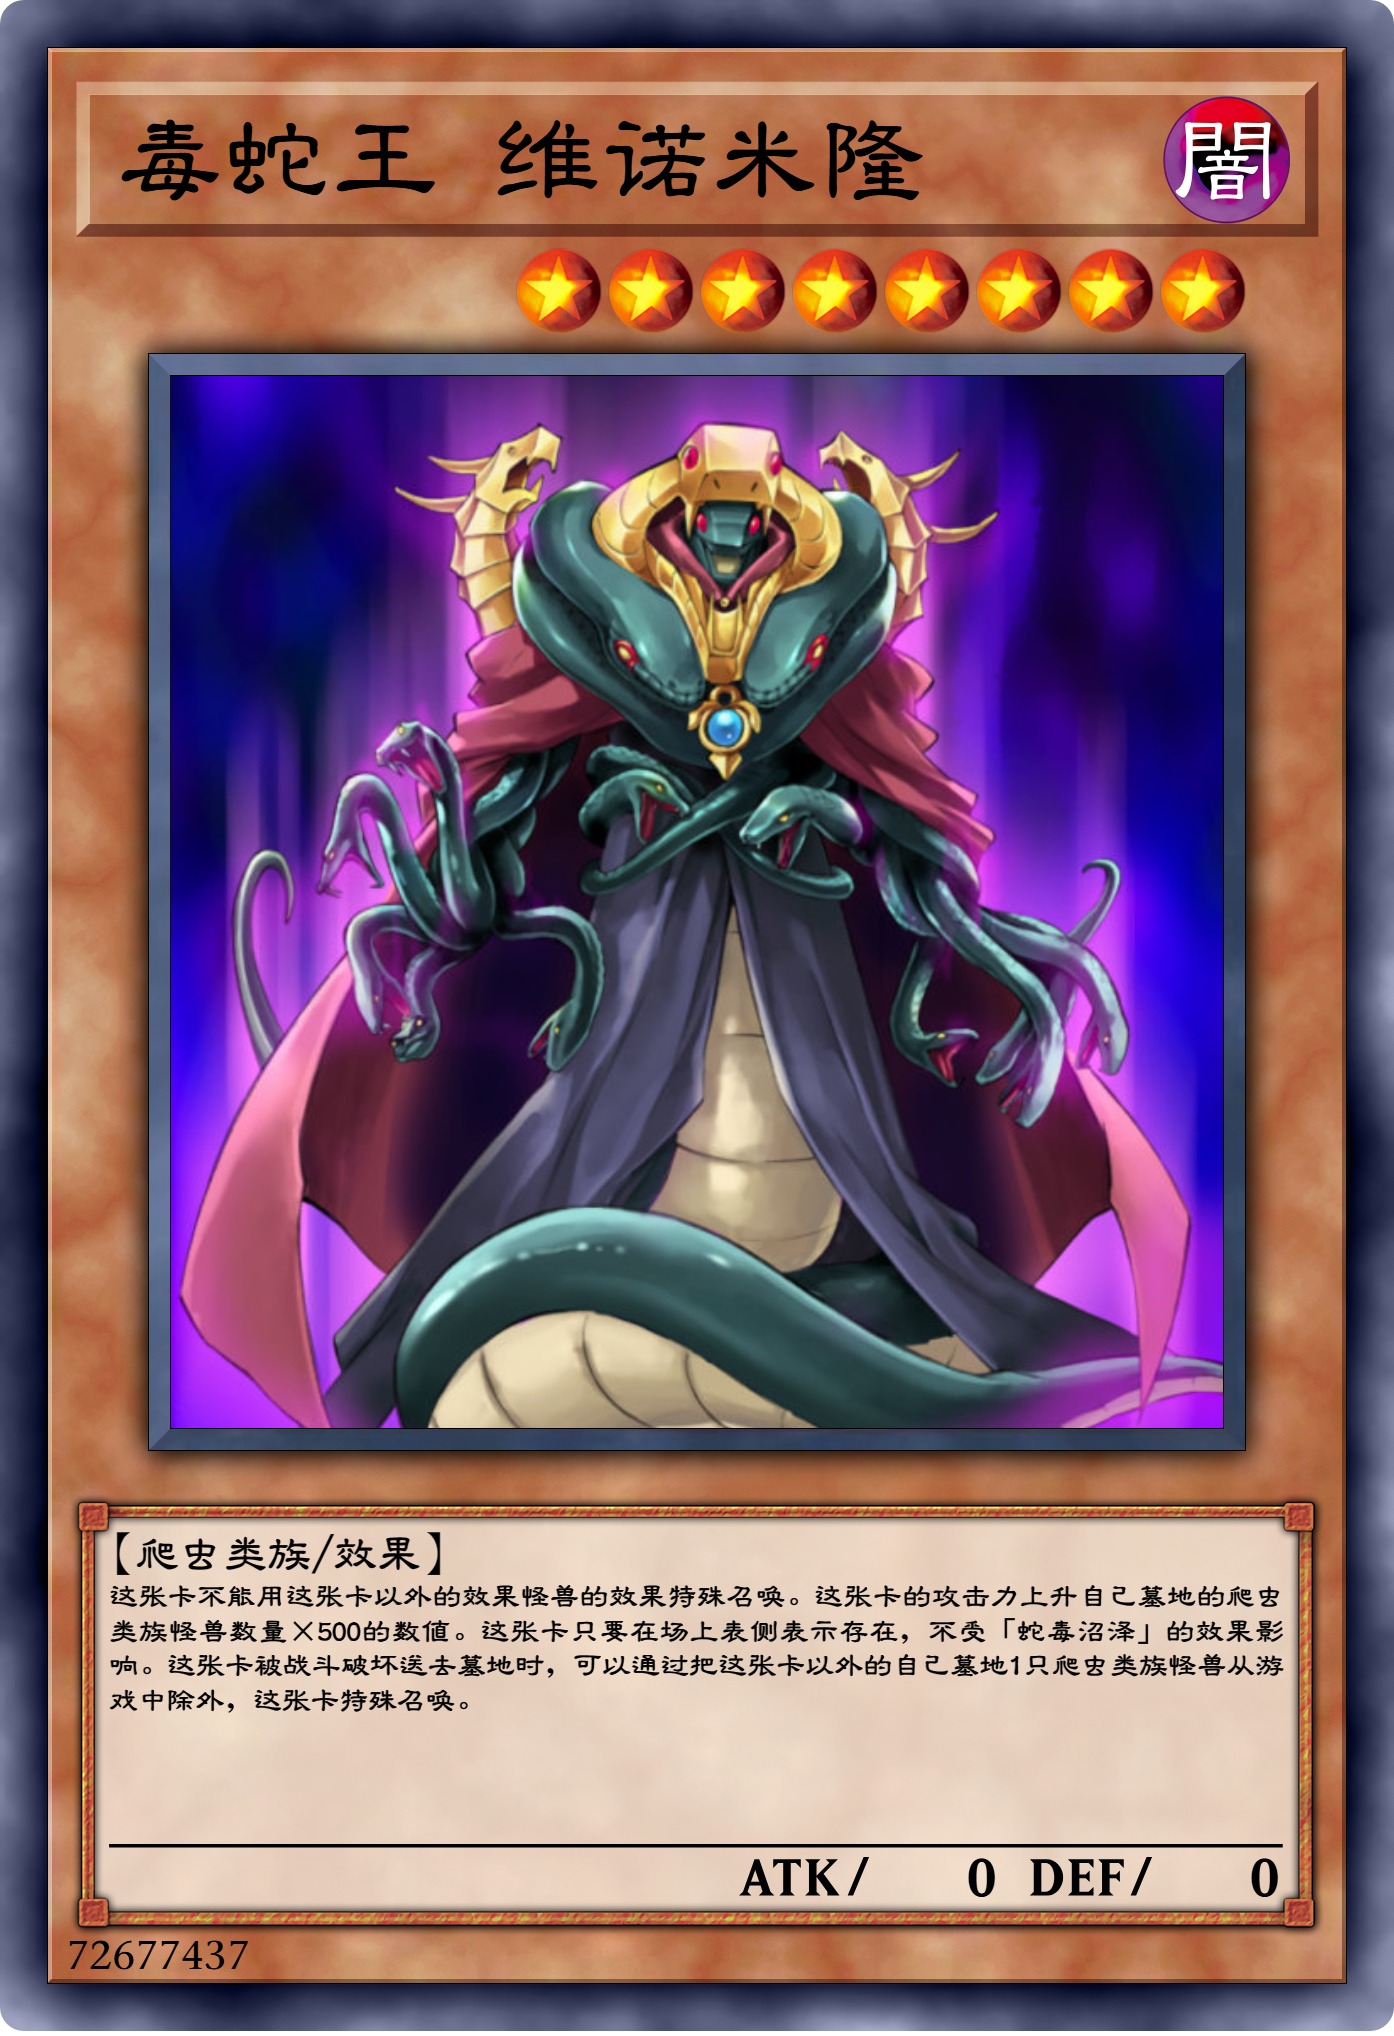 毒蛇王 维诺米隆
闇
【爬虫类族/效果】
这张卡不能用这张卡以外的效果怪兽的效果特殊召唤。这张卡的攻击力上升自己墓地的爬虫
类族怪兽数量×500的数值。这张卡只要在场上表侧表示存在，不受「蛇毒沼泽」的效果影
响。这张卡被战斗破坏送去墓地时，可以通过把这张卡以外的自己墓地1只爬虫类族怪兽从游
戏中除外，这张卡特殊召唤。
ATK/ 0 DEF/ 0
72677437